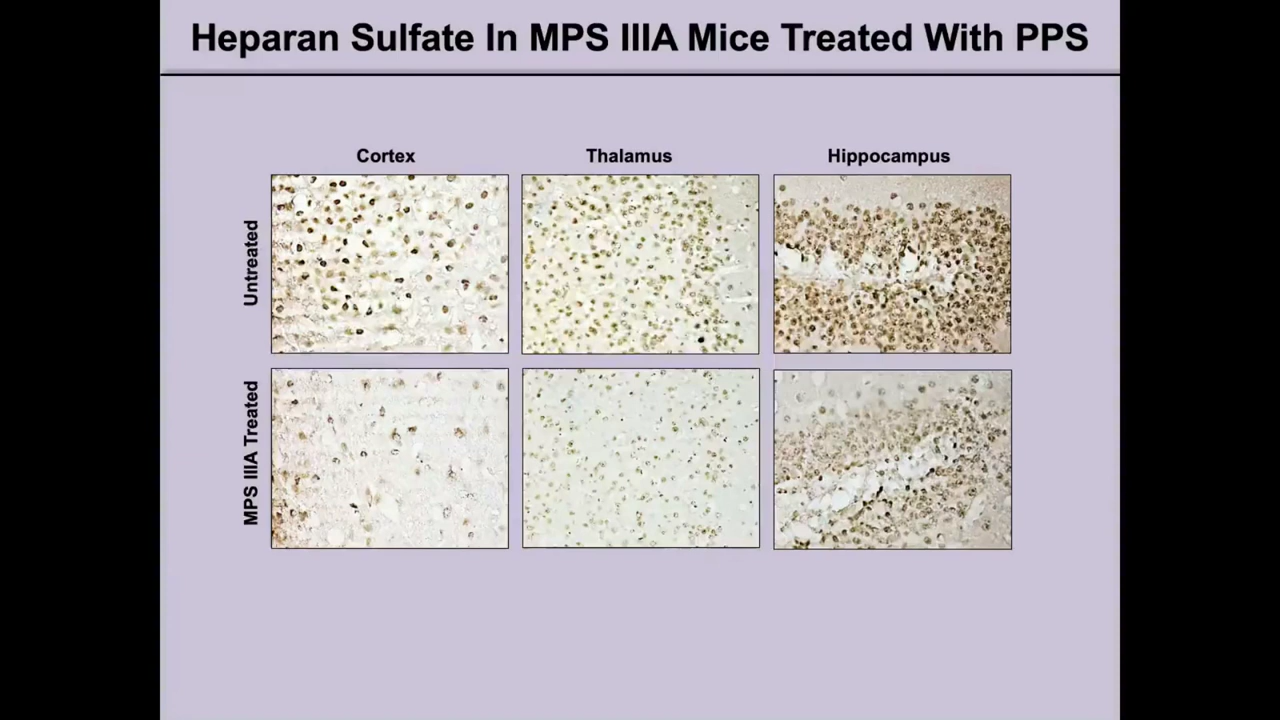 Heparan Sulfate In MPS IIIA Mice Treated With PPS
Cortex
Thalamus
Hippocampus
Untreated
MPS IIIA Treated